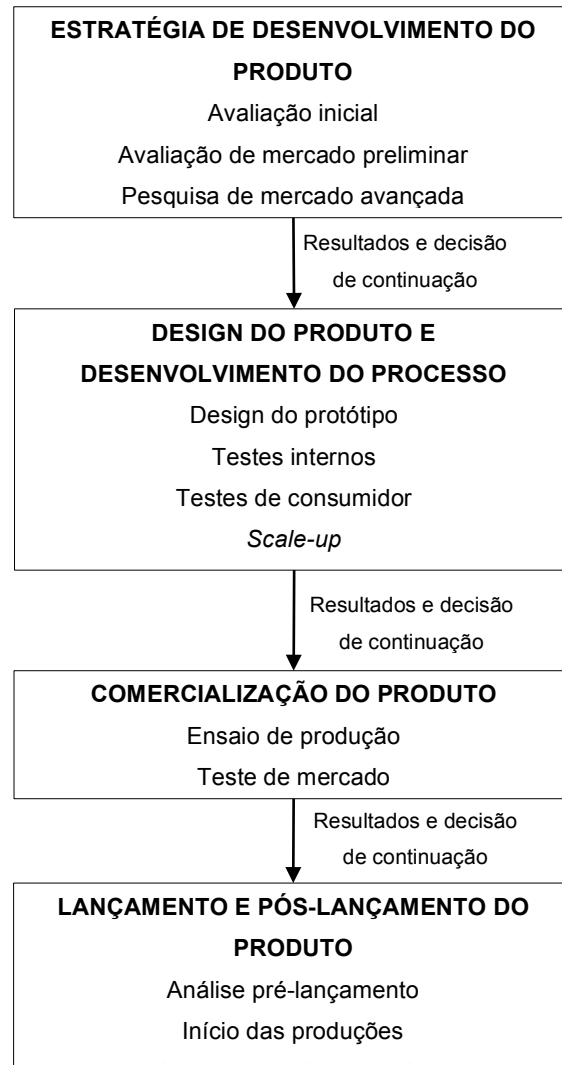 ESTRATÉGIA DE DESENVOLVIMENTO DO
PRODUTO
Avaliação inicial
Avaliação de mercado preliminar
Pesquisa de mercado avançada
Resultados e decisão
de continuação
DESIGN DO PRODUTO E
DESENVOLVIMENTO DO PROCESSO
Design do protótipo
Testes internos
Testes de consumidor
Scale-up
Resultados e decisão
de continuação
COMERCIALIZAÇÃO DO PRODUTO
Ensaio de produção
Teste de mercado
Resultados e decisão
de continuação
LANÇAMENTO E PÓS-LANÇAMENTO DO
PRODUTO
Análise pré-lançamento
Início das produções